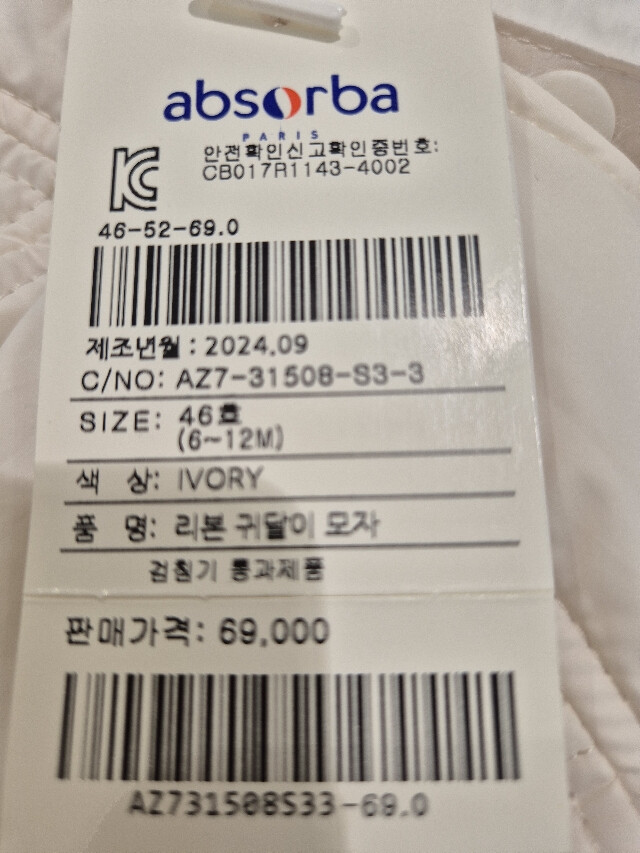 absorba
PARIS
안전확인신고확인증번호:
CB017R1143-4002
46-52-69.0
제조년월 : 2024.09
C/NO: AZ7-31508-S3-3
SIZE: 46호
(6~12M)
색 상: IVORY
품 명: 리본 귀달이 모자
검침기 통과제품
판매가격: 69,000
AZ731508S33-69.0